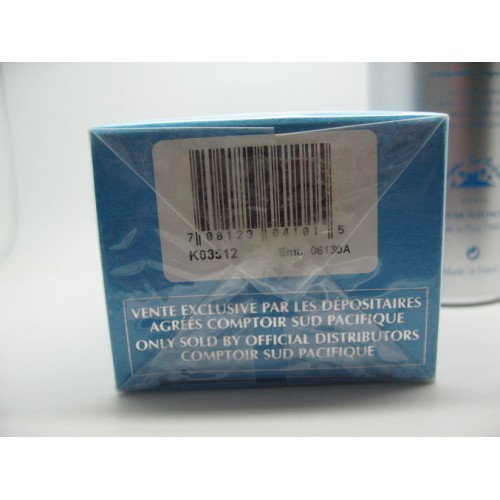 7 08123 04101 5
K03512 Emb. 06130A
VENTE EXCLUSIVE PAR LES DÉPOSITAIRES
AGRÉÉS COMPTOIR SUD PACIFIQUE
ONLY SOLD BY OFFICIAL DISTRIBUTORS
COMPTOIR SUD PACIFIQUE